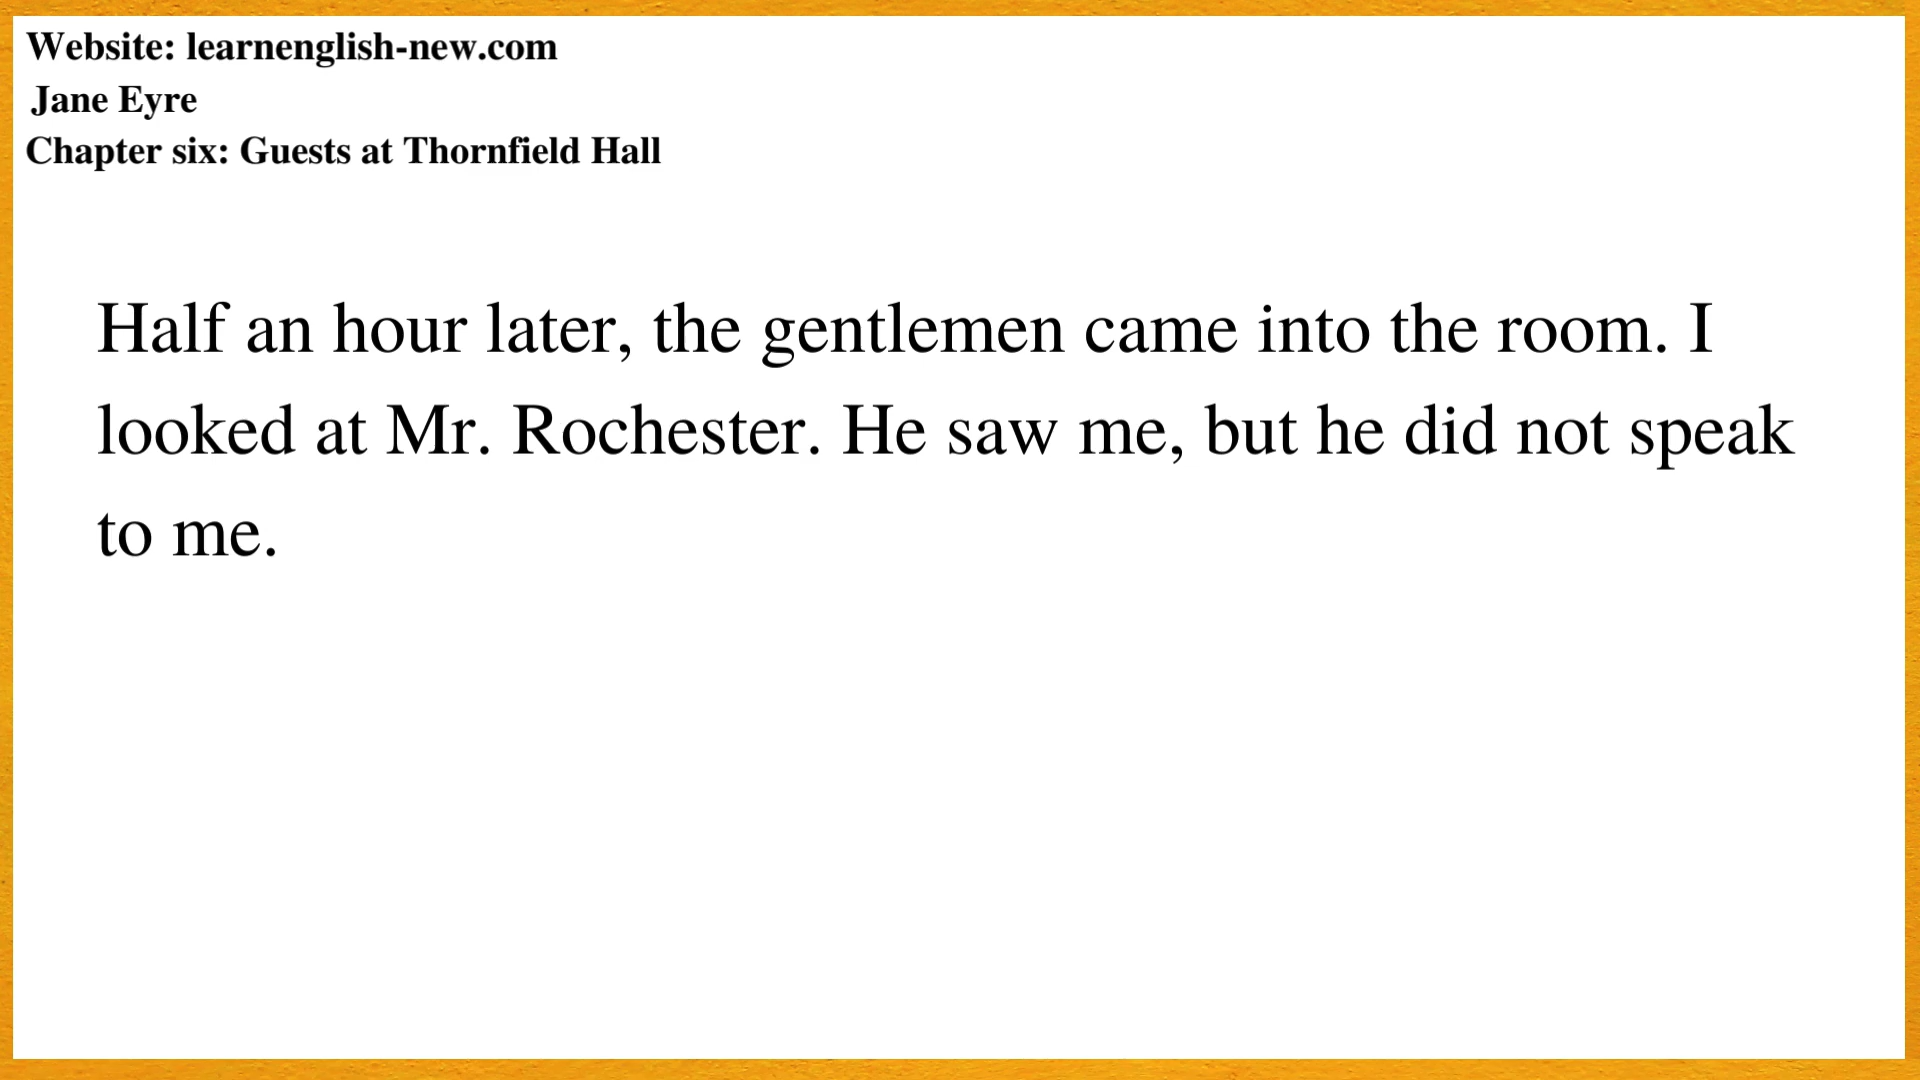 Website: learnenglish-new.com
Jane Eyre
Chapter six: Guests at Thornfield Hall
Half an hour later, the gentlemen came into the room. I
looked at Mr. Rochester. He saw me, but he did not speak
to me.